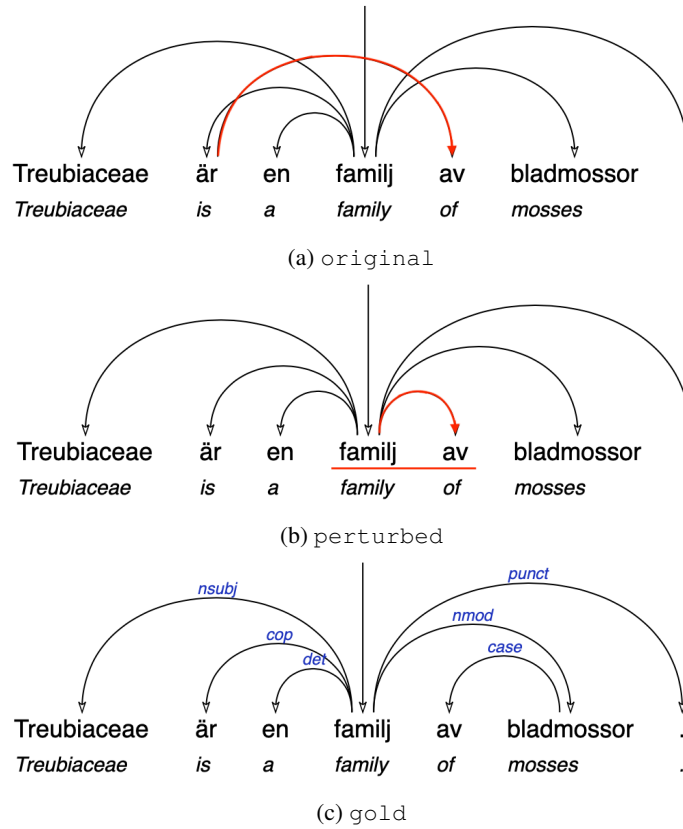 Treubiaceae är en familj av bladmossor
Treubiaceae is a family of mosses
(a) original
Treubiaceae är en familj av bladmossor
Treubiaceae is a family of mosses
(b) perturbed
punct
nsubj
nmod
cop
case
det
Treubiaceae är en familj av bladmossor .
Treubiaceae is a family of mosses .
(c) gold